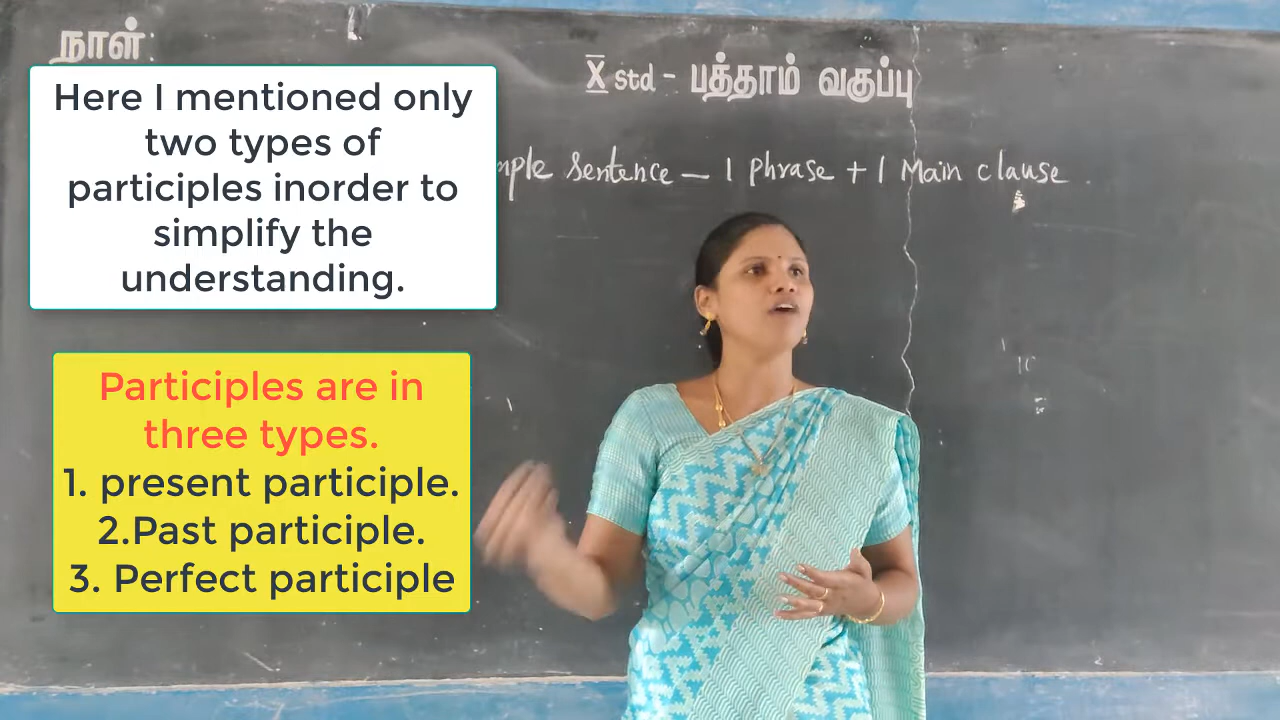 நாள்:
X std - பத்தாம் வகுப்பு
sentence – 1 phrase + 1 Main clause.
Here I mentioned only
two types of
participles inorder to
simplify the
understanding.
Participles are in
three types.
1. present participle.
2.Past participle.
3. Perfect participle